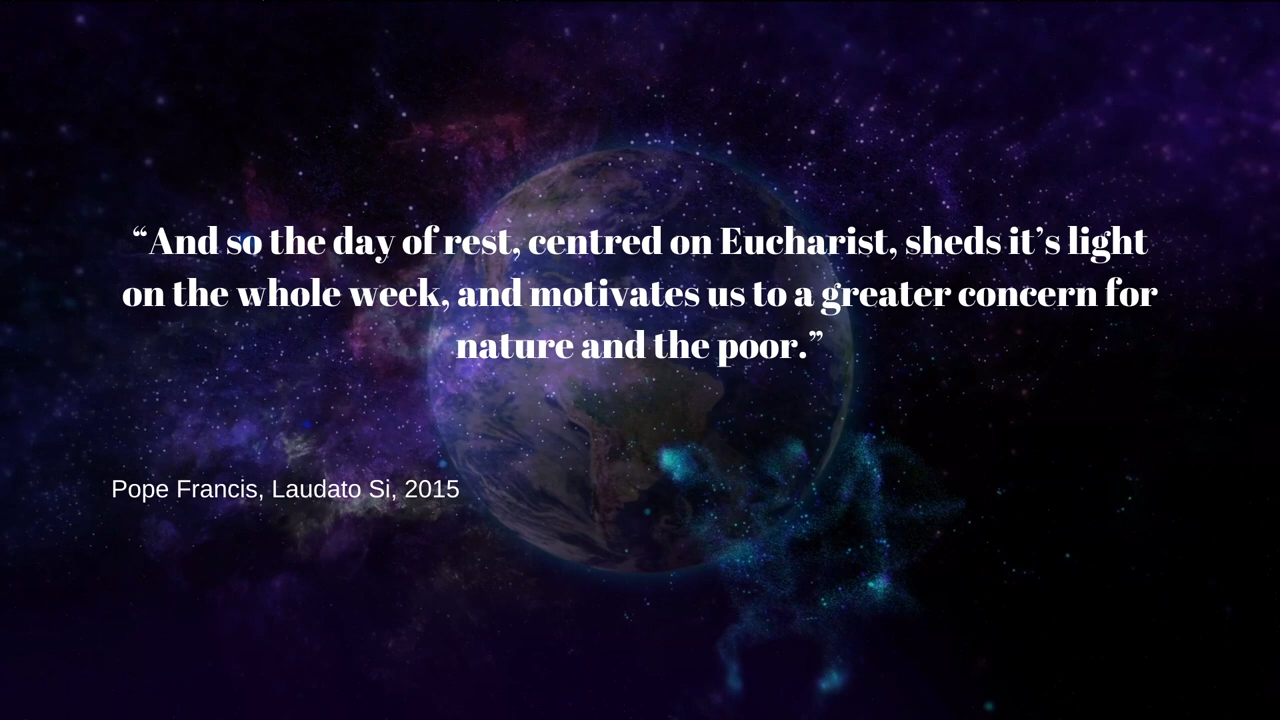 “And so the day of rest, centred on Eucharist, sheds it’s light
on the whole week, and motivates us to a greater concern for
nature and the poor.”
Pope Francis, Laudato Si, 2015